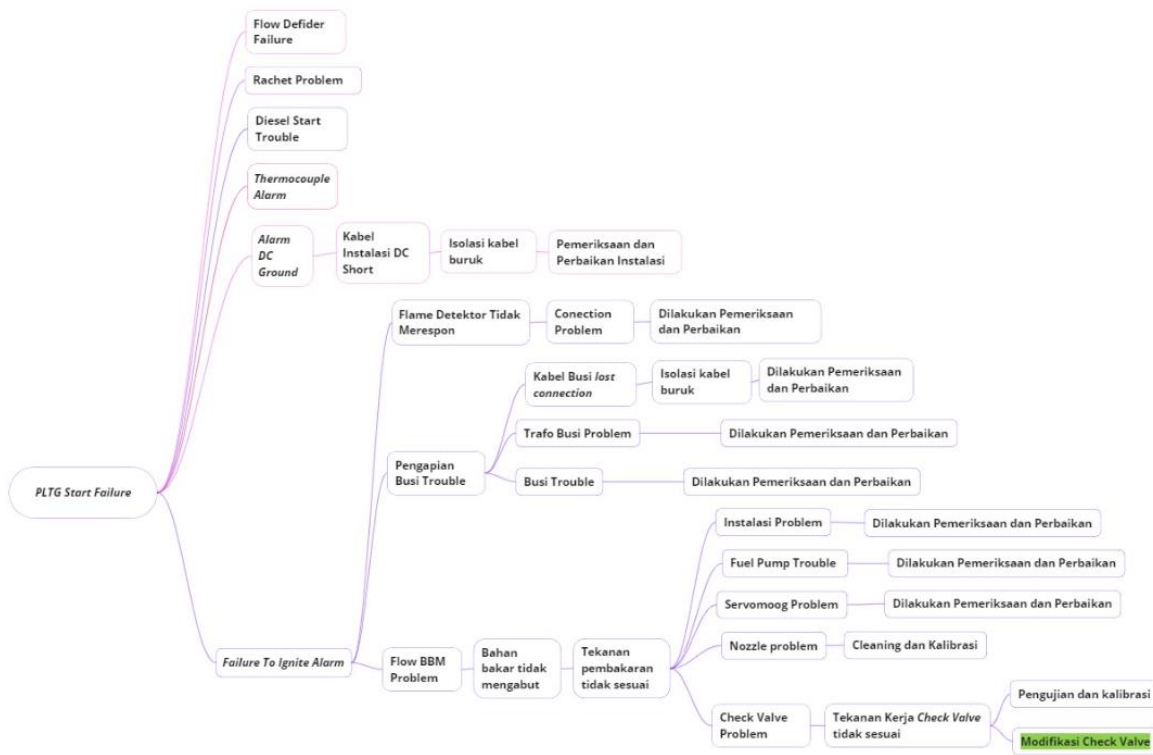 Flow Defider
Failure
Rachet Problem
Diesel Start
Trouble
Thermocouple
Alarm
Alarm
DC
Ground
Kabel
Instalasi DC
Short
Isolasi kabel
buruk
Pemeriksaan dan
Perbaikan Instalasi
Flame Detektor Tidak
Merespon
Conection
Problem
Dilakukan Pemeriksaan
dan Perbaikan
Kabel Busi lost
connection
Isolasi kabel
buruk
Dilakukan Pemeriksaan
dan Perbaikan
Trafo Busi Problem
Dilakukan Pemeriksaan dan Perbaikan
Pengapian
Busi Trouble
Busi Trouble
Dilakukan Pemeriksaan dan Perbaikan
PLTG Start Failure
Instalasi Problem
Dilakukan Pemeriksaan dan Perbaikan
Fuel Pump Trouble
Dilakukan Pemeriksaan dan Perbaikan
Servomoog Problem
Dilakukan Pemeriksaan dan Perbaikan
Nozzle problem
Cleaning dan Kalibrasi
Failure To Ignite Alarm
Flow BBM
Problem
Bahan
bakar tidak
mengabut
Tekanan
pembakaran
tidak sesuai
Check Valve
Problem
Tekanan Kerja Check Valve
tidak sesuai
Pengujian dan kalibrasi
Modifikasi Check Valve